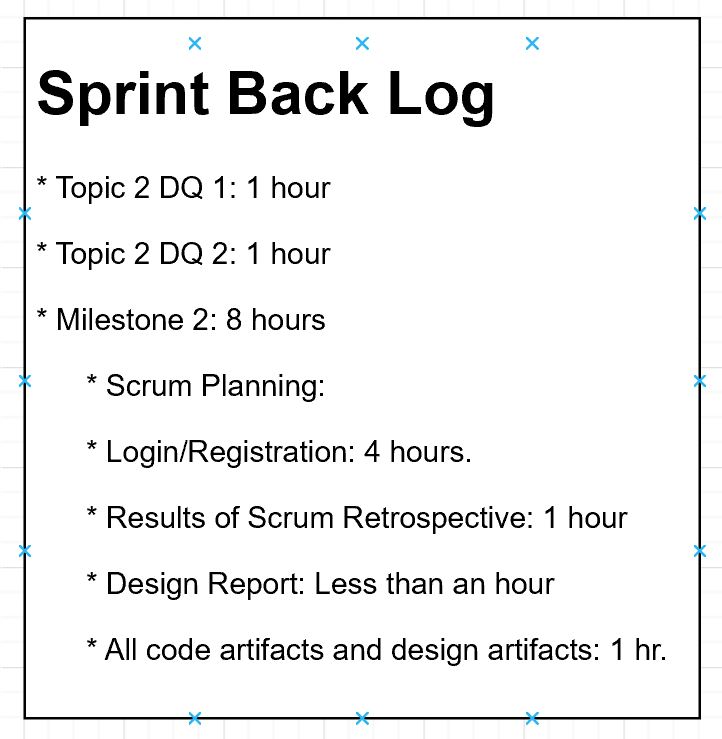 Sprint Back Log
* Topic 2 DQ 1: 1 hour
* Topic 2 DQ 2: 1 hour
* Milestone 2: 8 hours
* Scrum Planning:
* Login/Registration: 4 hours.
* Results of Scrum Retrospective: 1 hour
* Design Report: Less than an hour
* All code artifacts and design artifacts: 1 hr.